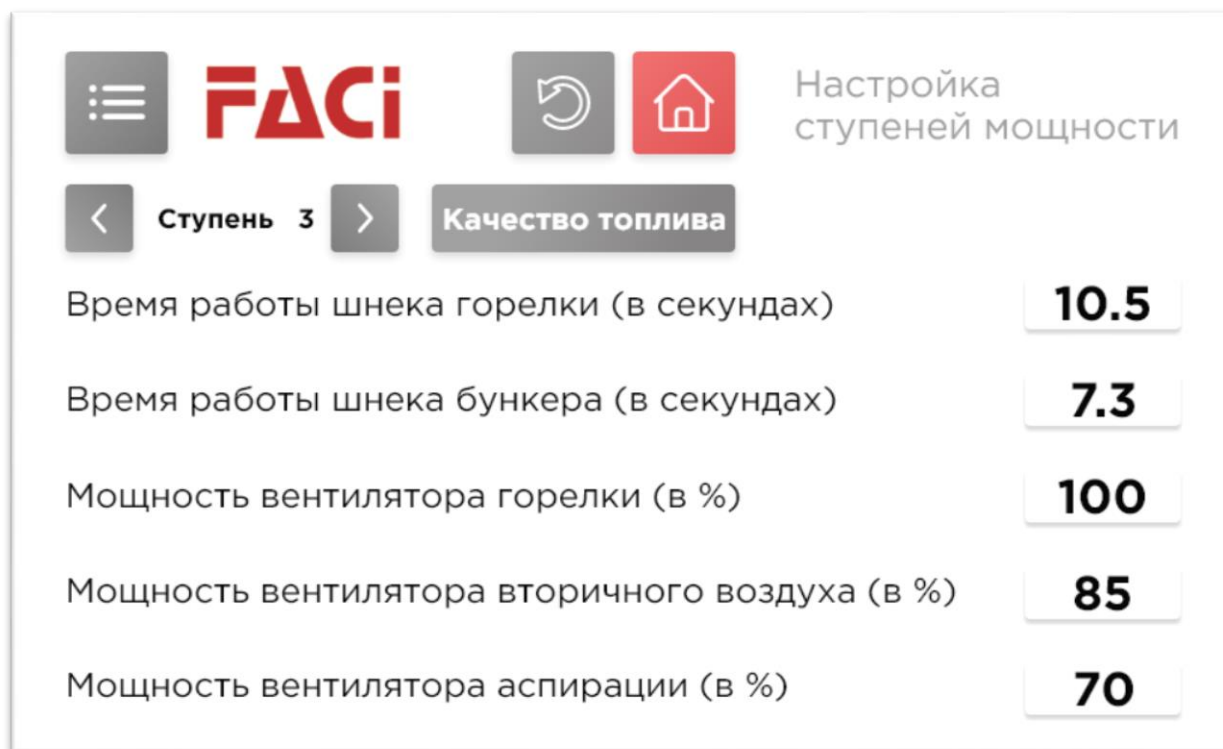 FACi
Настройка
ступеней мощности
Ступень 3
Качество топлива
Время работы шнека горелки (в секундах) 10.5
Время работы шнека бункера (в секундах) 7.3
Мощность вентилятора горелки (в %) 100
Мощность вентилятора вторичного воздуха (в %) 85
Мощность вентилятора аспирации (в %) 70